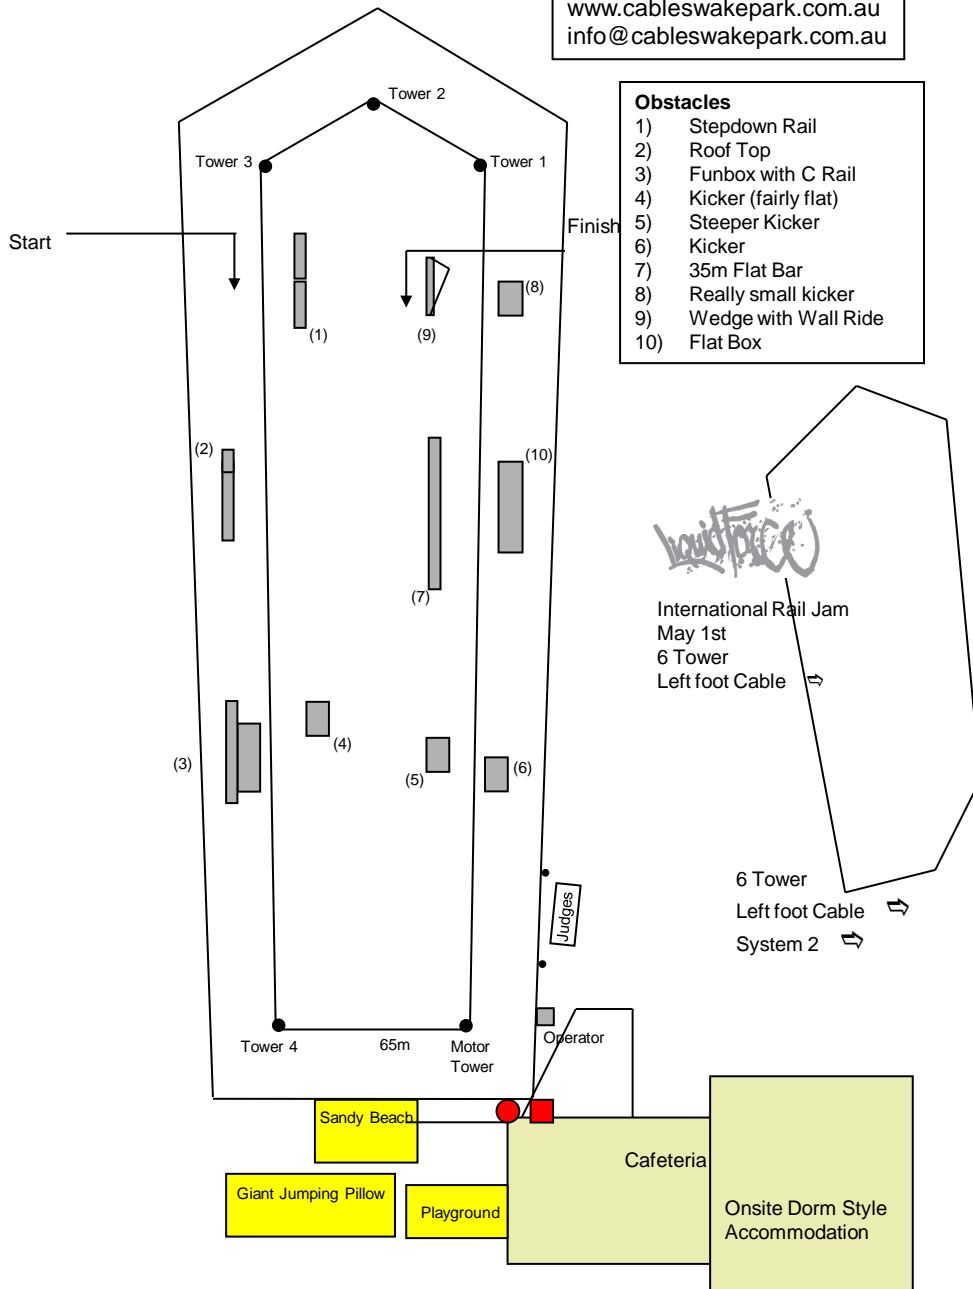 www.cableswakepark.com.au
info@cableswakepark.com.au
Obstacles
1) Stepdown Rail
2) Roof Top
3) Funbox with C Rail
4) Kicker (fairly flat)
5) Steeper Kicker
6) Kicker
7) 35m Flat Bar
8) Really small kicker
9) Wedge with Wall Ride
10) Flat Box
Tower 2
Tower 3
Tower 1
Start
Finish
(1)
(9)
(8)
(2)
(10)
(7)
(3)
(4)
(5)
(6)
Liquid Force
International Rail Jam
May 1st
6 Tower
Left foot Cable
Judges
6 Tower
Left foot Cable
System 2
Operator
Tower 4
65m
Motor
Tower
Sandy Beach
Cafeteria
Giant Jumping Pillow
Playground
Onsite Dorm Style
Accommodation